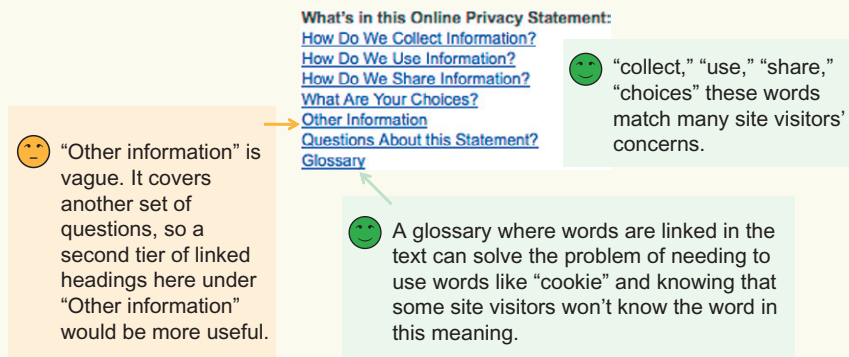 What's in this Online Privacy Statement:
How Do We Collect Information?
How Do We Use Information?
How Do We Share Information?
What Are Your Choices?
Other Information
Questions About this Statement?
Glossary
“collect,” “use,” “share,”
“choices” these words
match many site visitors’
concerns.
“Other information” is
vague. It covers
another set of
questions, so a
second tier of linked
headings here under
“Other information”
would be more useful.
A glossary where words are linked in the
text can solve the problem of needing to
use words like “cookie” and knowing that
some site visitors won’t know the word in
this meaning.